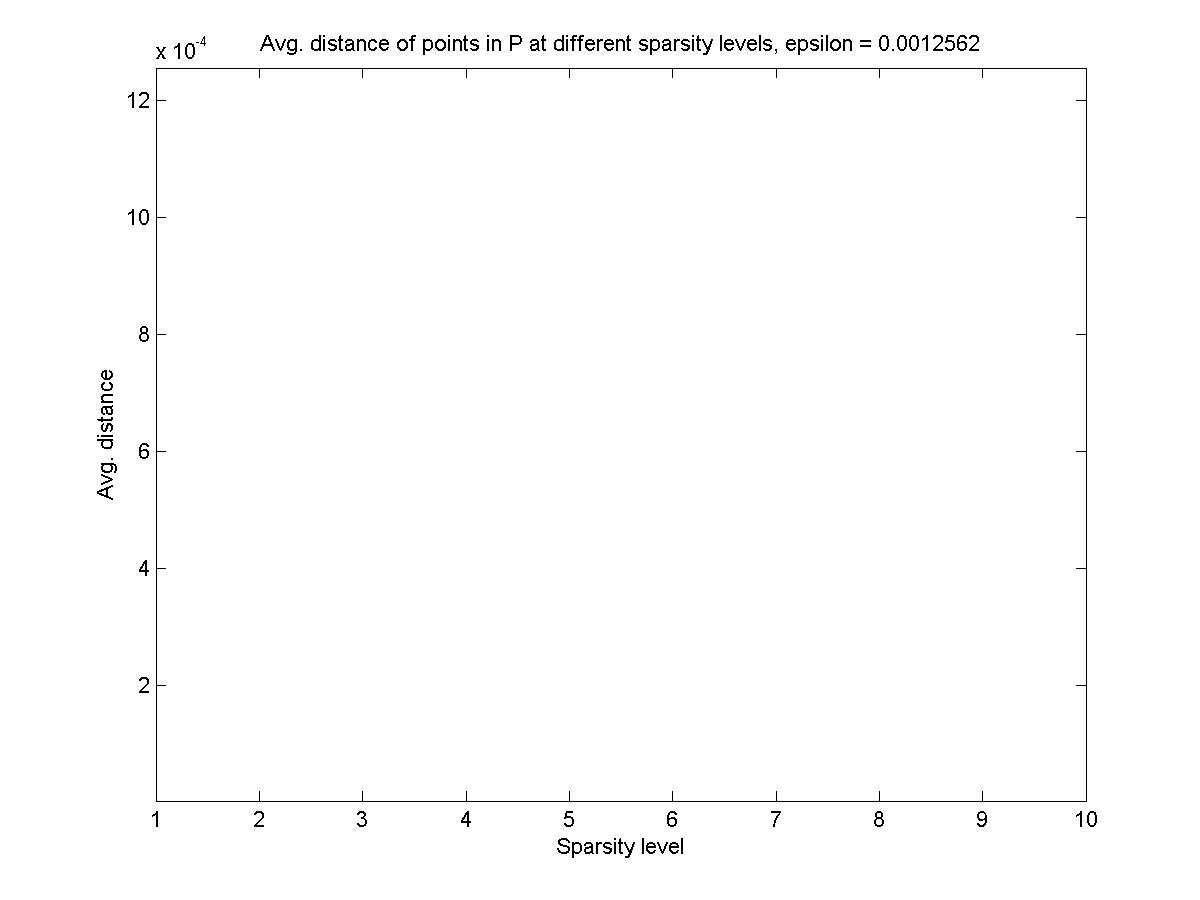 x 10-4
Avg. distance of points in P at different sparsity levels, epsilon = 0.0012562
12
10
8
6
4
2
Avg. distance
1 2 3 4 5 6 7 8 9 10
Sparsity level